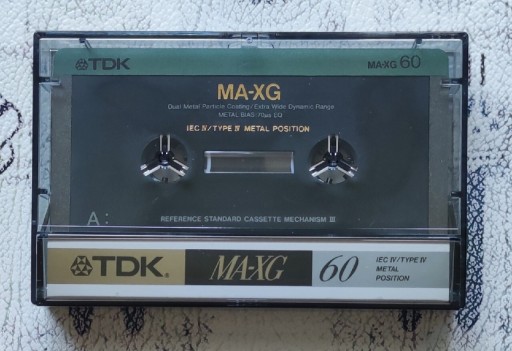 TDK MA-XG 60
MA-XG
Dual Metal Particle Coating/Extra Wide Dynamic Range
METAL BIAS·70μs EQ
IEC IV/TYPE IV METAL POSITION
A:
REFERENCE STANDARD CASSETTE MECHANISM III
TDK® MA-XG 60
IEC IV/TYPE IV
METAL
POSITION